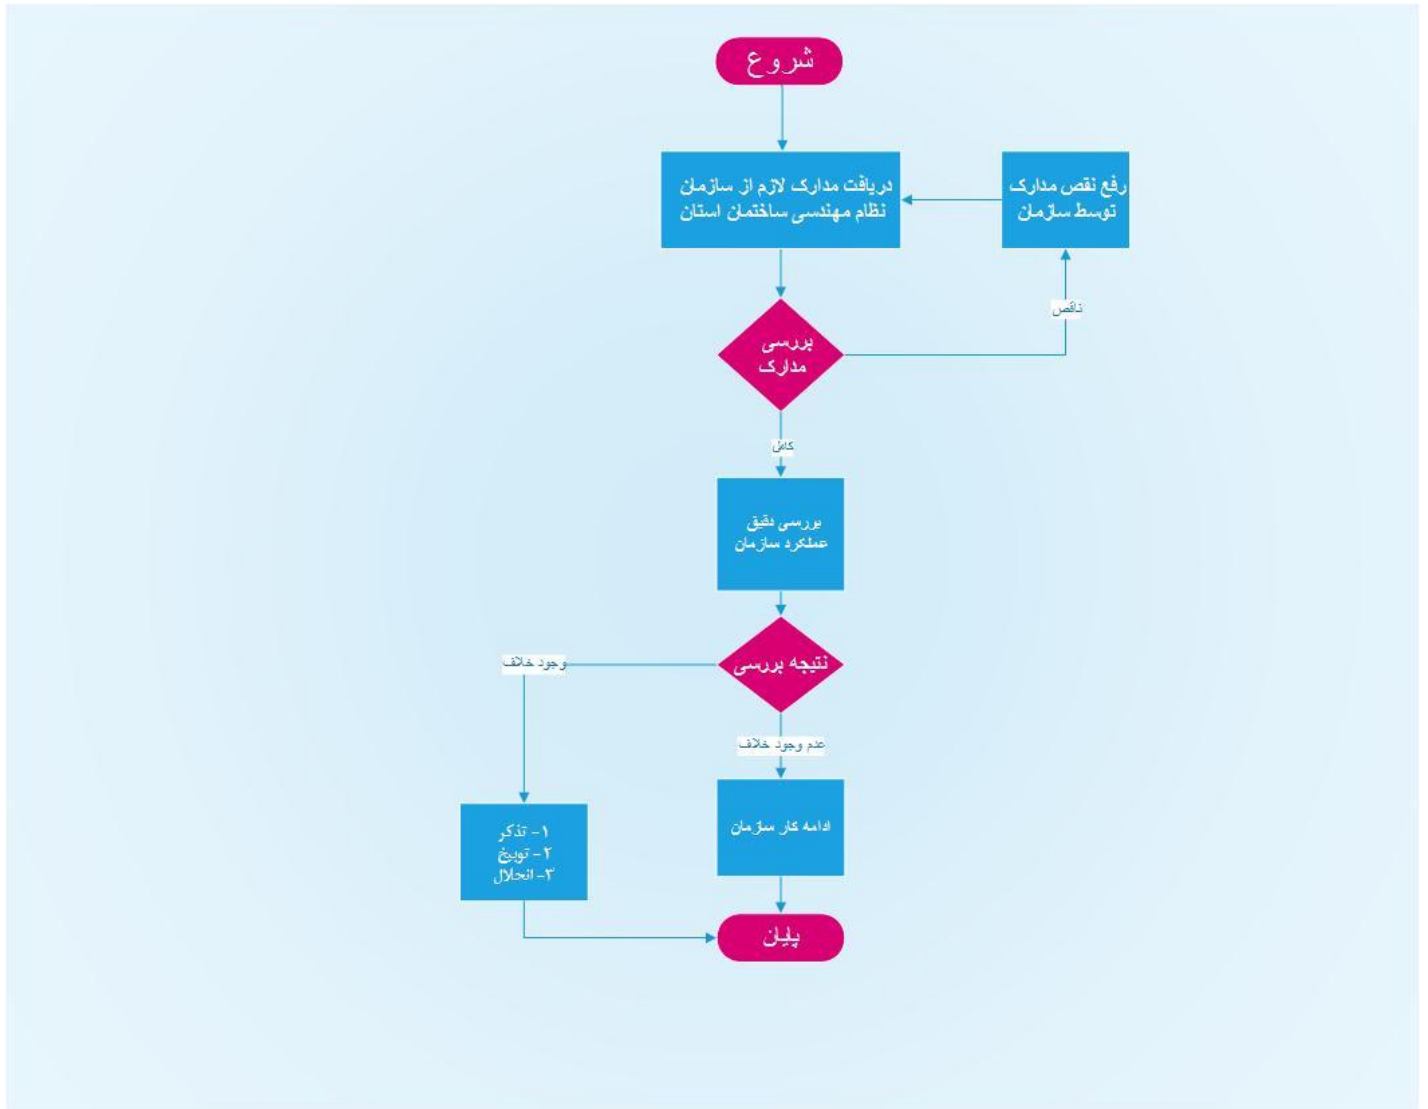 شروع
دریافت مدارک لازم از سازمان
نظام مهندسی ساختمان استان
رفع نقص مدارک
توسط سازمان
ناقص
بررسی
مدارک
کامل
بررسی دقیق
عملکرد سازمان
نتیجه بررسی
وجود خلاف
عدم وجود خلاف
ادامه کار سازمان
۱- تذکر
۲- توبیخ
۳- انحلال
پایان